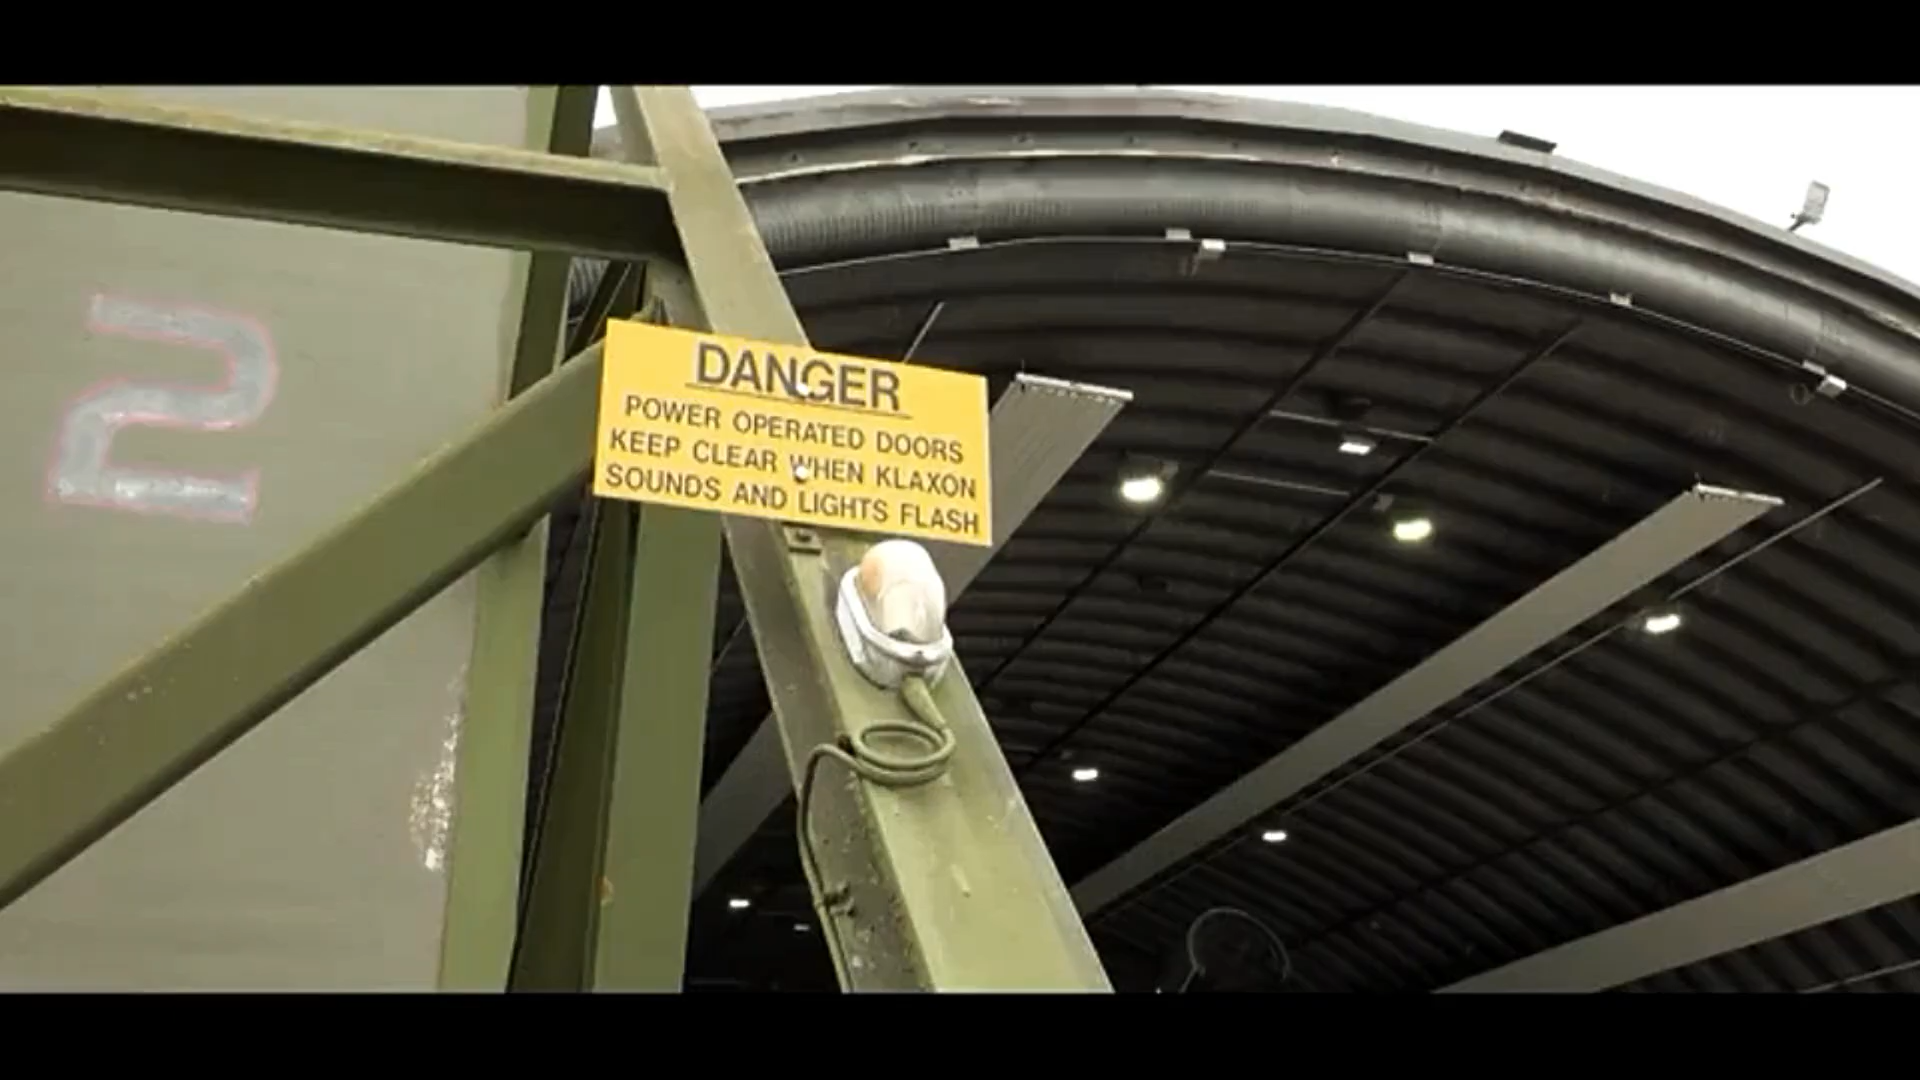 2
DANGER
POWER OPERATED DOORS
KEEP CLEAR WHEN KLAXON
SOUNDS AND LIGHTS FLASH